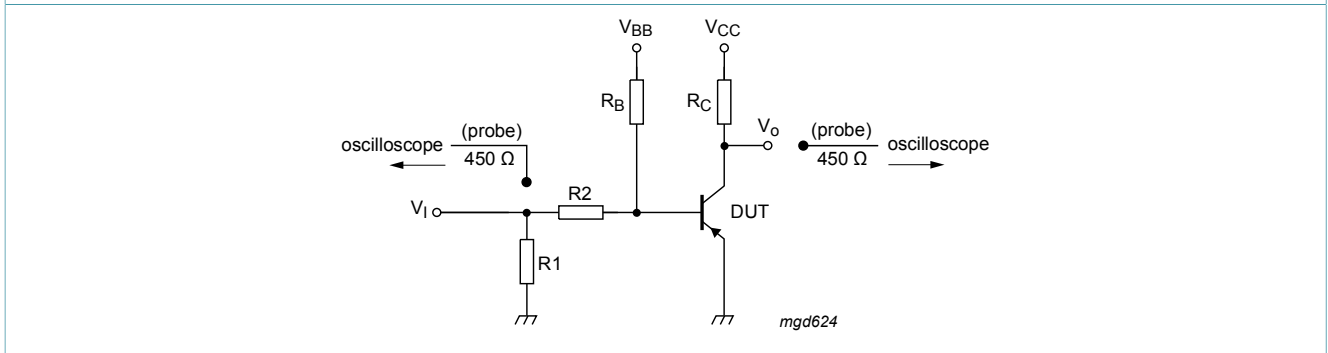 VBB
VCC
RB
RC
Vo
(probe)
450 Ω
oscilloscope
(probe)
450 Ω
oscilloscope
R2
VI
DUT
R1
mgd624